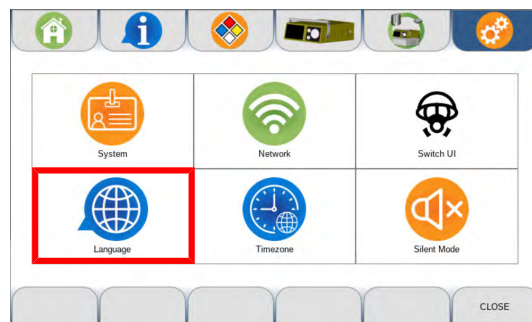 System
Network
Switch UI
Language
Timezone
Silent Mode
CLOSE